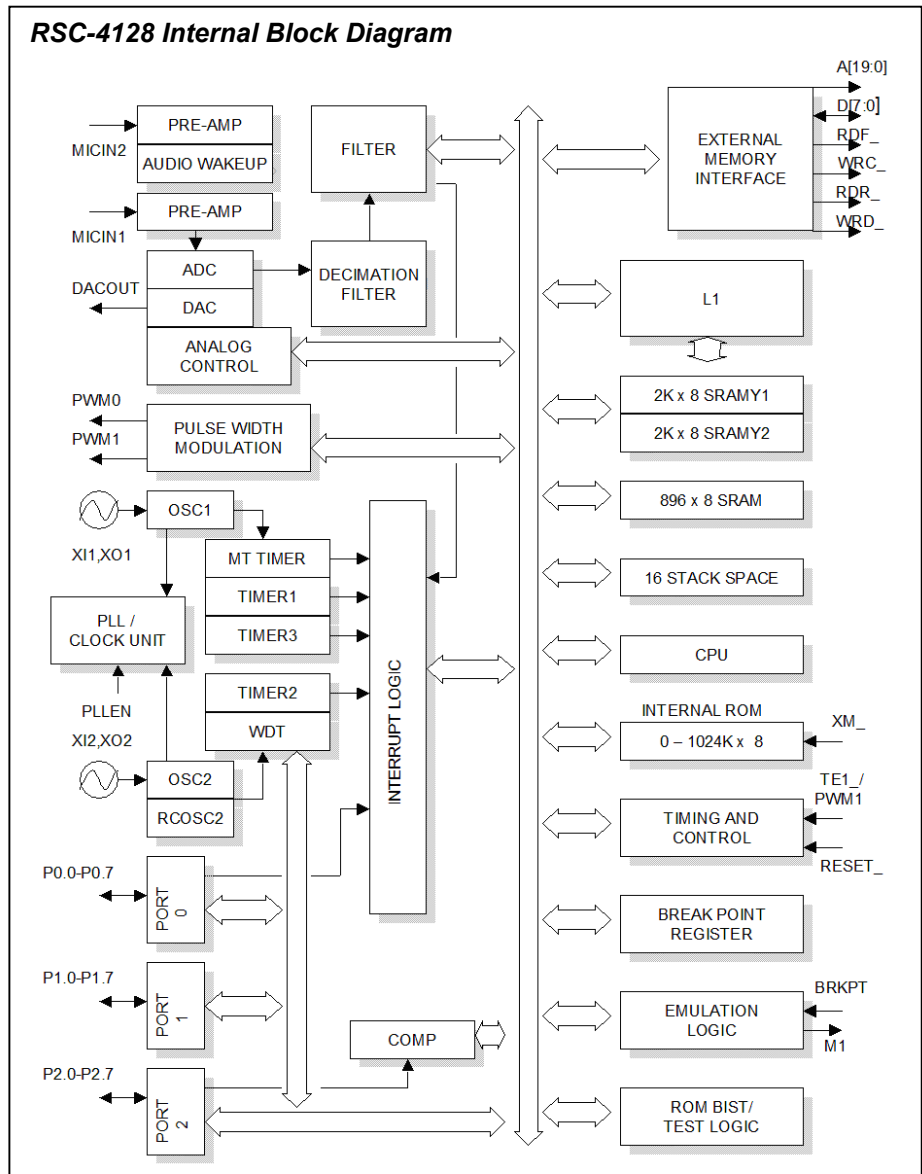 RSC-4128 Internal Block Diagram
MICIN2
PRE-AMP
AUDIO WAKEUP
MICIN1
PRE-AMP
DACOUT
ADC
DAC
ANALOG
CONTROL
FILTER
DECIMATION
FILTER
PWM0
PWM1
PULSE WIDTH
MODULATION
OSC1
XI1,XO1
MT TIMER
TIMER1
TIMER3
PLL /
CLOCK UNIT
PLLEN
TIMER2
WDT
XI2,XO2
OSC2
RCOSC2
INTERRUPT LOGIC
P0.0-P0.7
PORT
0
P1.0-P1.7
PORT
1
P2.0-P2.7
PORT
2
COMP
EXTERNAL
MEMORY
INTERFACE
A[19:0]
D[7:0]
RDF_
WRC_
RDR_
WRD_
L1
2K x 8 SRAMY1
2K x 8 SRAMY2
896 x 8 SRAM
16 STACK SPACE
CPU
INTERNAL ROM
0 – 1024K x 8
XM_
TE1_/
PWM1
TIMING AND
CONTROL
RESET_
BREAK POINT
REGISTER
BRKPT
EMULATION
LOGIC
M1
ROM BIST/
TEST LOGIC